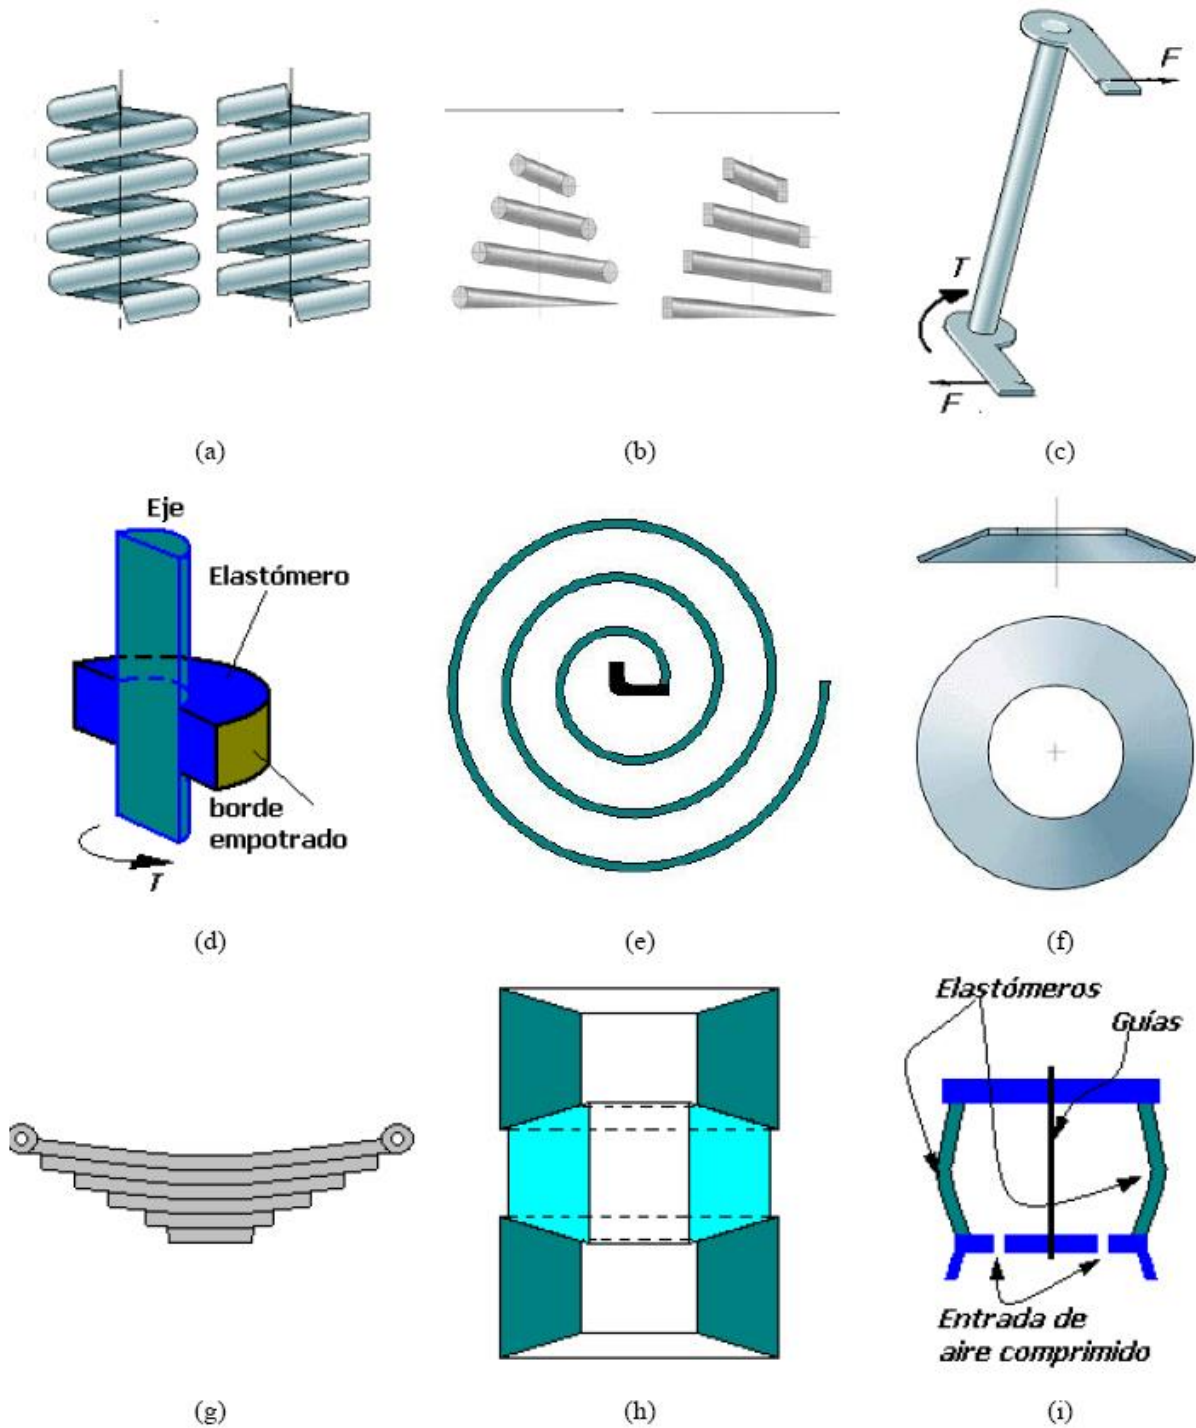 F
T
F
(a)
(b)
(c)
Eje
Elastómero
borde
empotrado
T
(d)
(e)
(f)
Elastómeros
Guías
Entrada de
aire comprimido
(g)
(h)
(i)